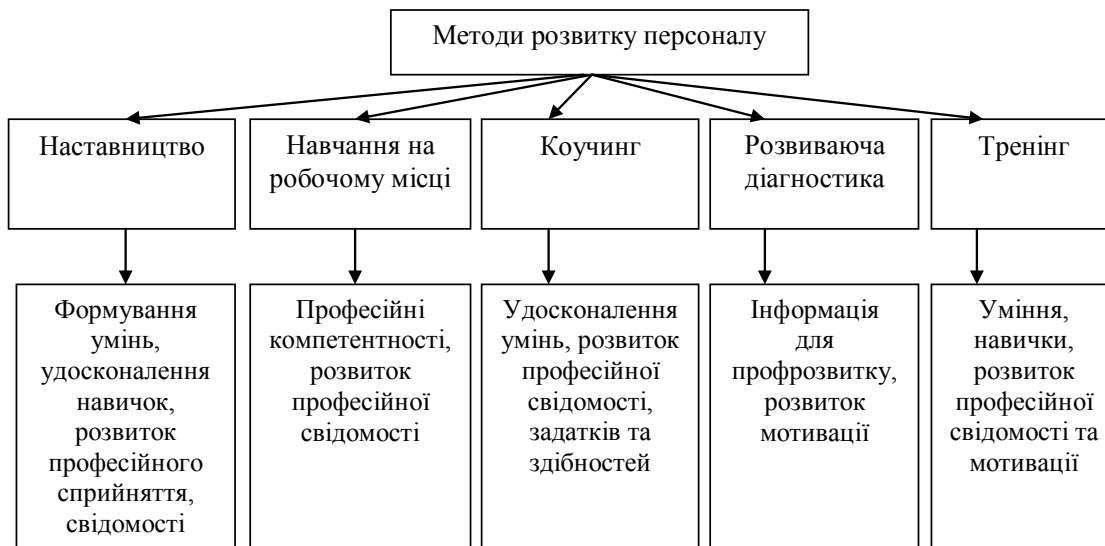 Методи розвитку персоналу
Наставництво
Навчання на
робочому місці
Коучинг
Розвиваюча
діагностика
Тренінг
Формування
умінь,
удосконалення
навичок,
розвиток
професійного
сприйняття,
свідомості
Професійні
компетентності,
розвиток
професійної
свідомості
Удосконалення
умінь, розвиток
професійної
свідомості,
задатків та
здібностей
Інформація
для
профрозвитку,
розвиток
мотивації
Уміння,
навички,
розвиток
професійної
свідомості та
мотивації